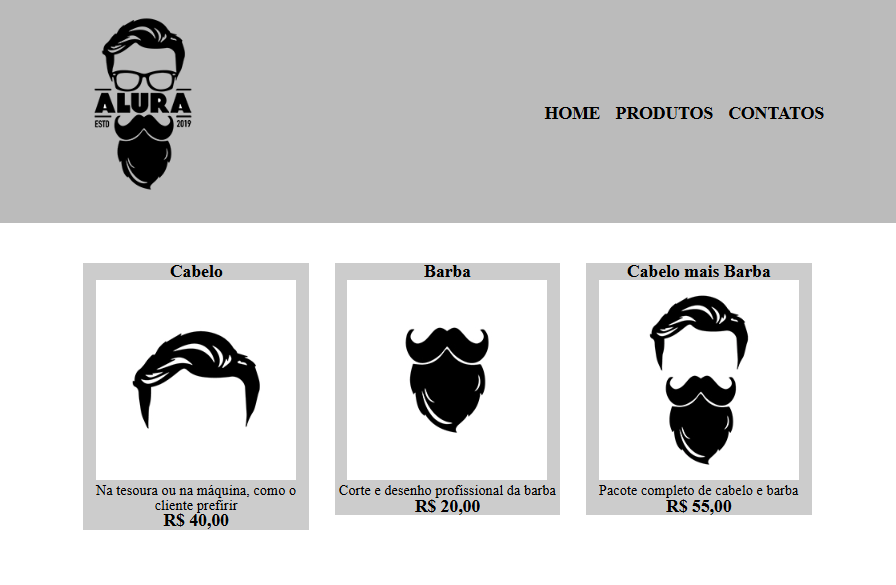 ALURA
ESTD 2019
HOME PRODUTOS CONTATOS
Cabelo
Na tesoura ou na máquina, como o
cliente prefirir
R$ 40,00
Barba
Corte e desenho profissional da barba
R$ 20,00
Cabelo mais Barba
Pacote completo de cabelo e barba
R$ 55,00